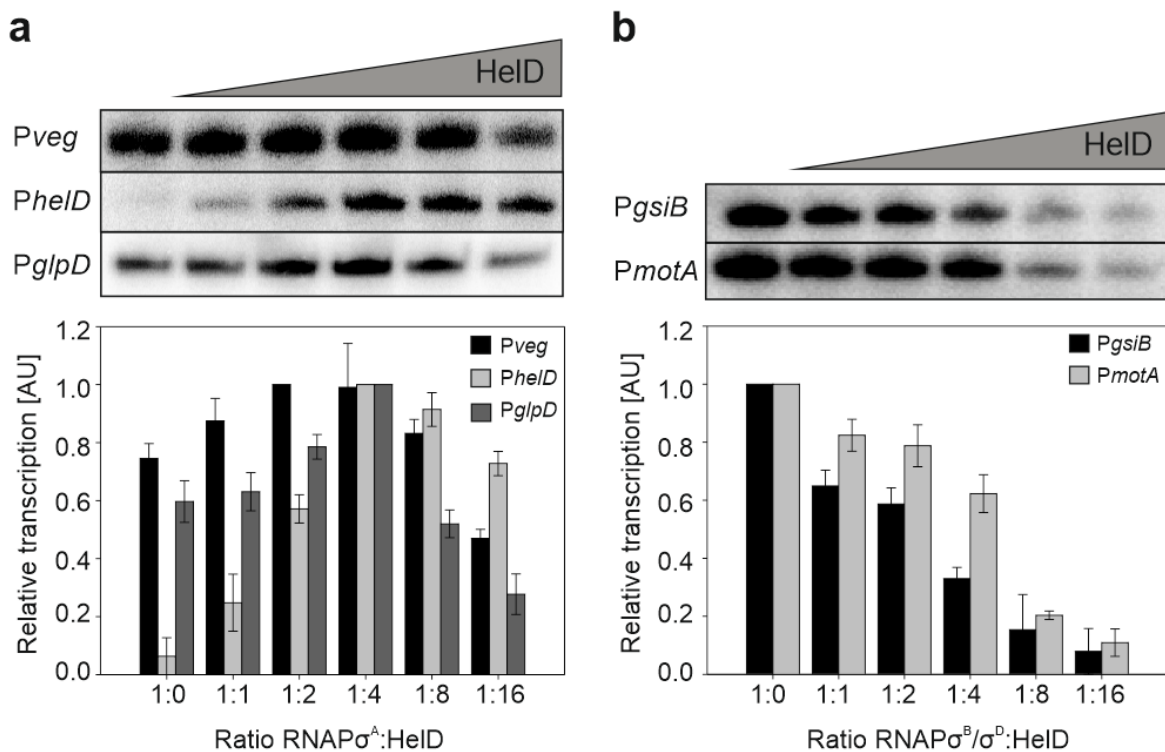 a
HelD
Pveg
PhelD
PglpD
1.2
1.0
0.8
0.6
0.4
0.2
0.0
Relative transcription [AU]
Pveg
PhelD
PglpD
1:0 1:1 1:2 1:4 1:8 1:16
Ratio RNAPσᴬ:HelD
b
HelD
PgsiB
PmotA
1.2
1.0
0.8
0.6
0.4
0.2
0.0
Relative transcription [AU]
PgsiB
PmotA
1:0 1:1 1:2 1:4 1:8 1:16
Ratio RNAPσᴮ/σᴰ:HelD